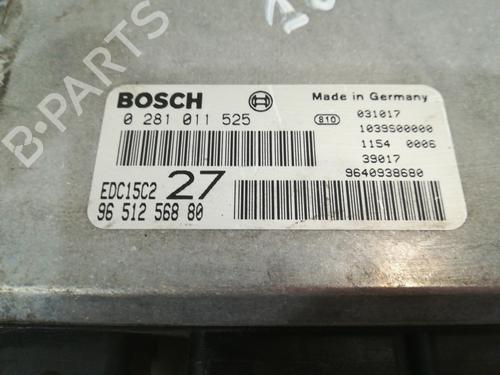 B-PARTS
BOSCH
Made in Germany
0 281 011 525
810
031017
1039S00000
1154 0006
39017
9640938680
EDC15C2
27
96 512 568 80